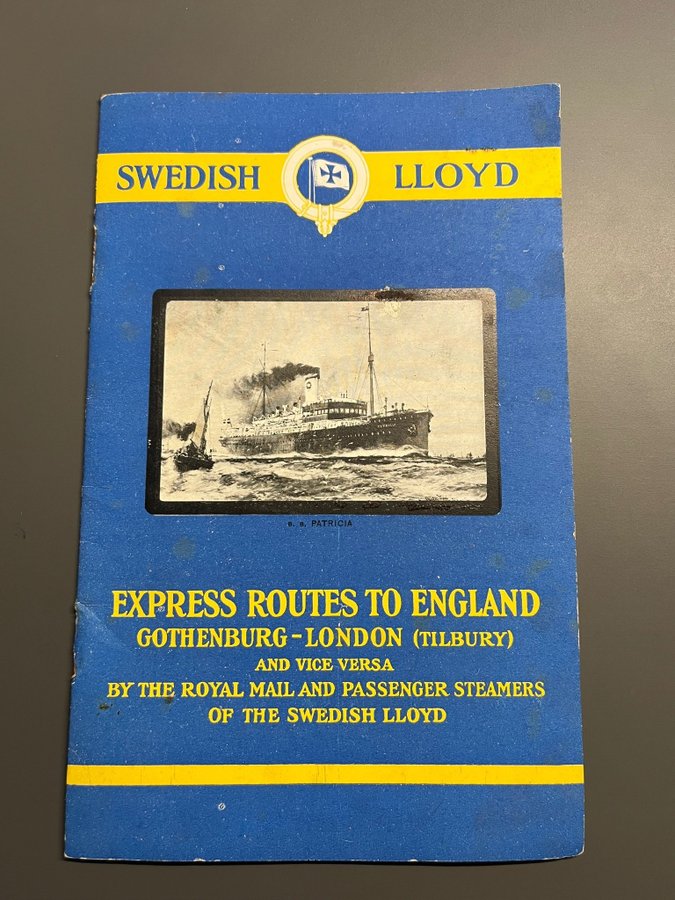 SWEDISH LLOYD
s. s. PATRICIA
EXPRESS ROUTES TO ENGLAND
GOTHENBURG-LONDON (TILBURY)
AND VICE VERSA
BY THE ROYAL MAIL AND PASSENGER STEAMERS
OF THE SWEDISH LLOYD